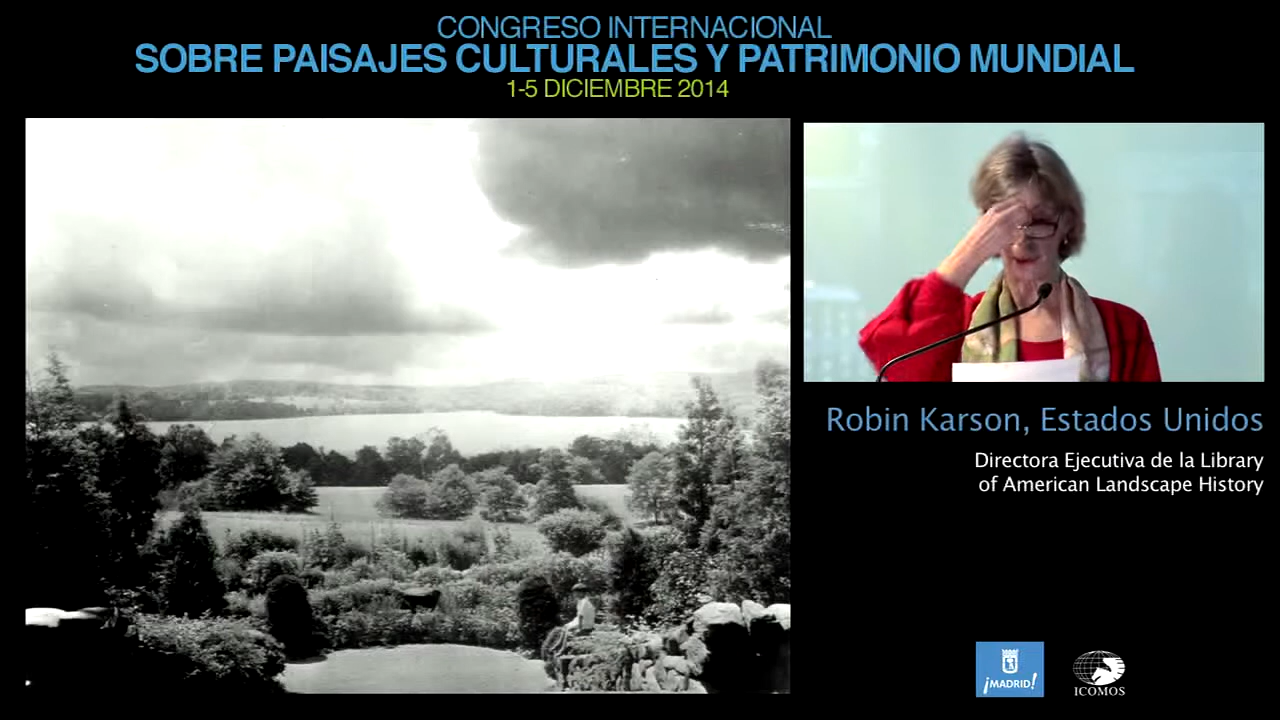 CONGRESO INTERNACIONAL
SOBRE PAISAJES CULTURALES Y PATRIMONIO MUNDIAL
1-5 DICIEMBRE 2014
Robin Karson, Estados Unidos
Directora Ejecutiva de la Library
of American Landscape History
¡MADRID!
ICOMOS